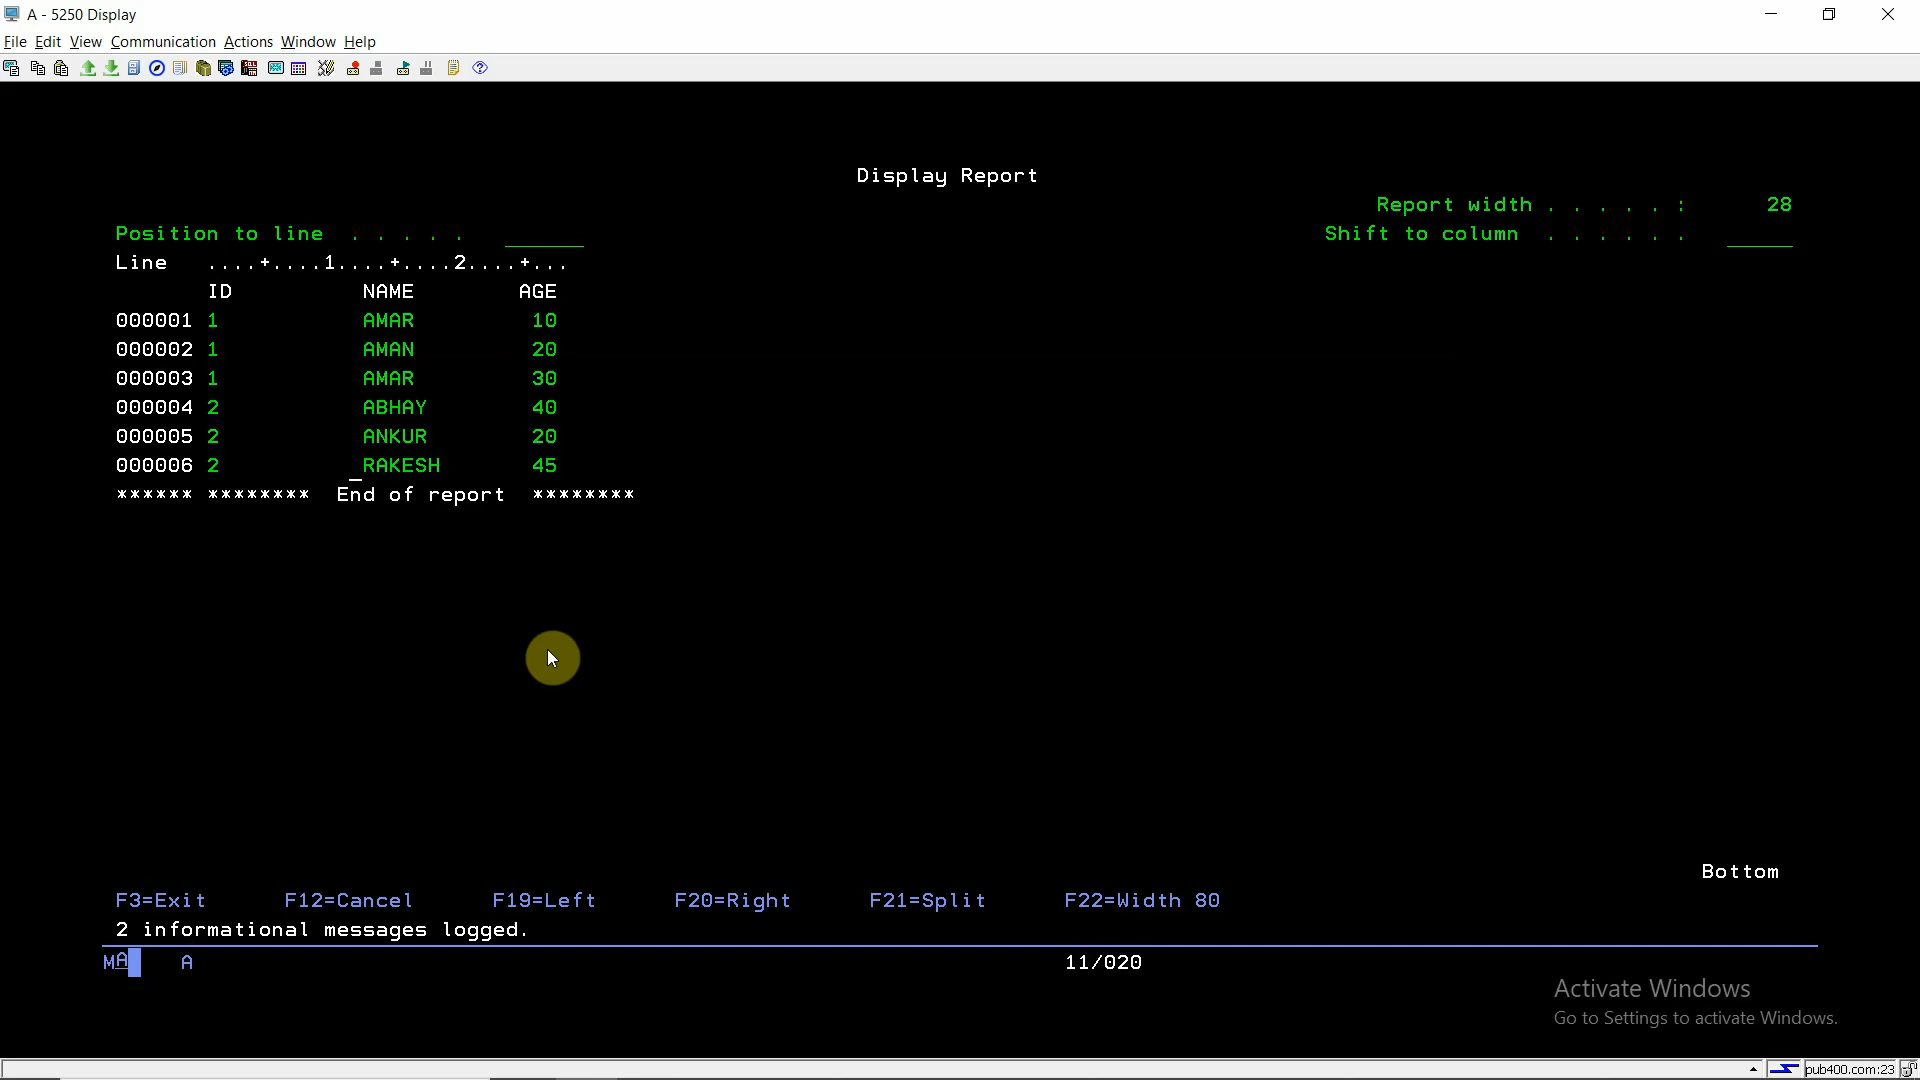 A - 5250 Display
File Edit View Communication Actions Window Help
Display Report
Report width . . . . . : 28
Position to line . . . . . Shift to column . . . . . .
Line ....+....1....+....2....+...
ID NAME AGE
000001 1 AMAR 10
000002 1 AMAN 20
000003 1 AMAR 30
000004 2 ABHAY 40
000005 2 ANKUR 20
000006 2 RAKESH 45
****** ******** End of report ********
Bottom
F3=Exit F12=Cancel F19=Left F20=Right F21=Split F22=Width 80
2 informational messages logged.
MA A 11/020
Activate Windows
Go to Settings to activate Windows.
pub400.com:23